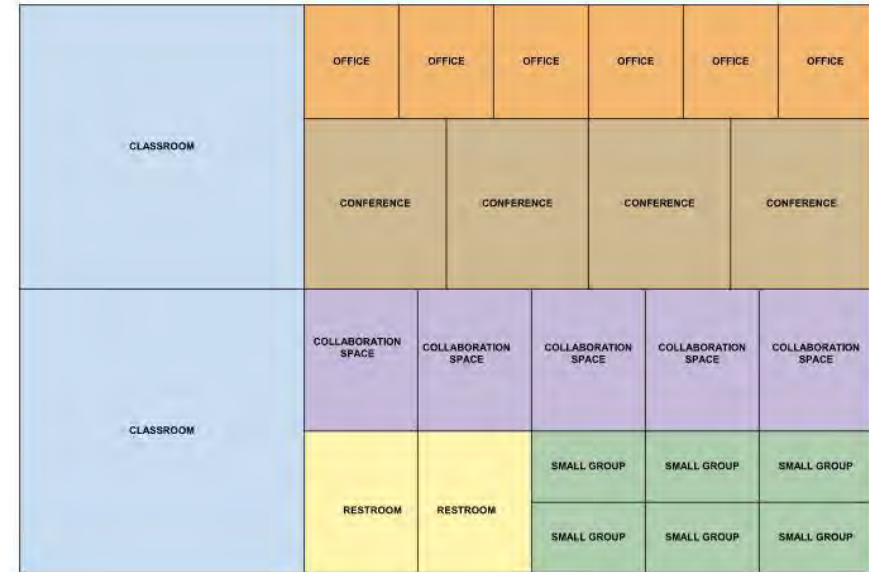 OFFICE OFFICE OFFICE OFFICE OFFICE OFFICE
CLASSROOM
CONFERENCE CONFERENCE CONFERENCE CONFERENCE
COLLABORATION COLLABORATION COLLABORATION COLLABORATION COLLABORATION
SPACE SPACE SPACE SPACE SPACE
CLASSROOM
SMALL GROUP SMALL GROUP SMALL GROUP
RESTROOM RESTROOM
SMALL GROUP SMALL GROUP SMALL GROUP